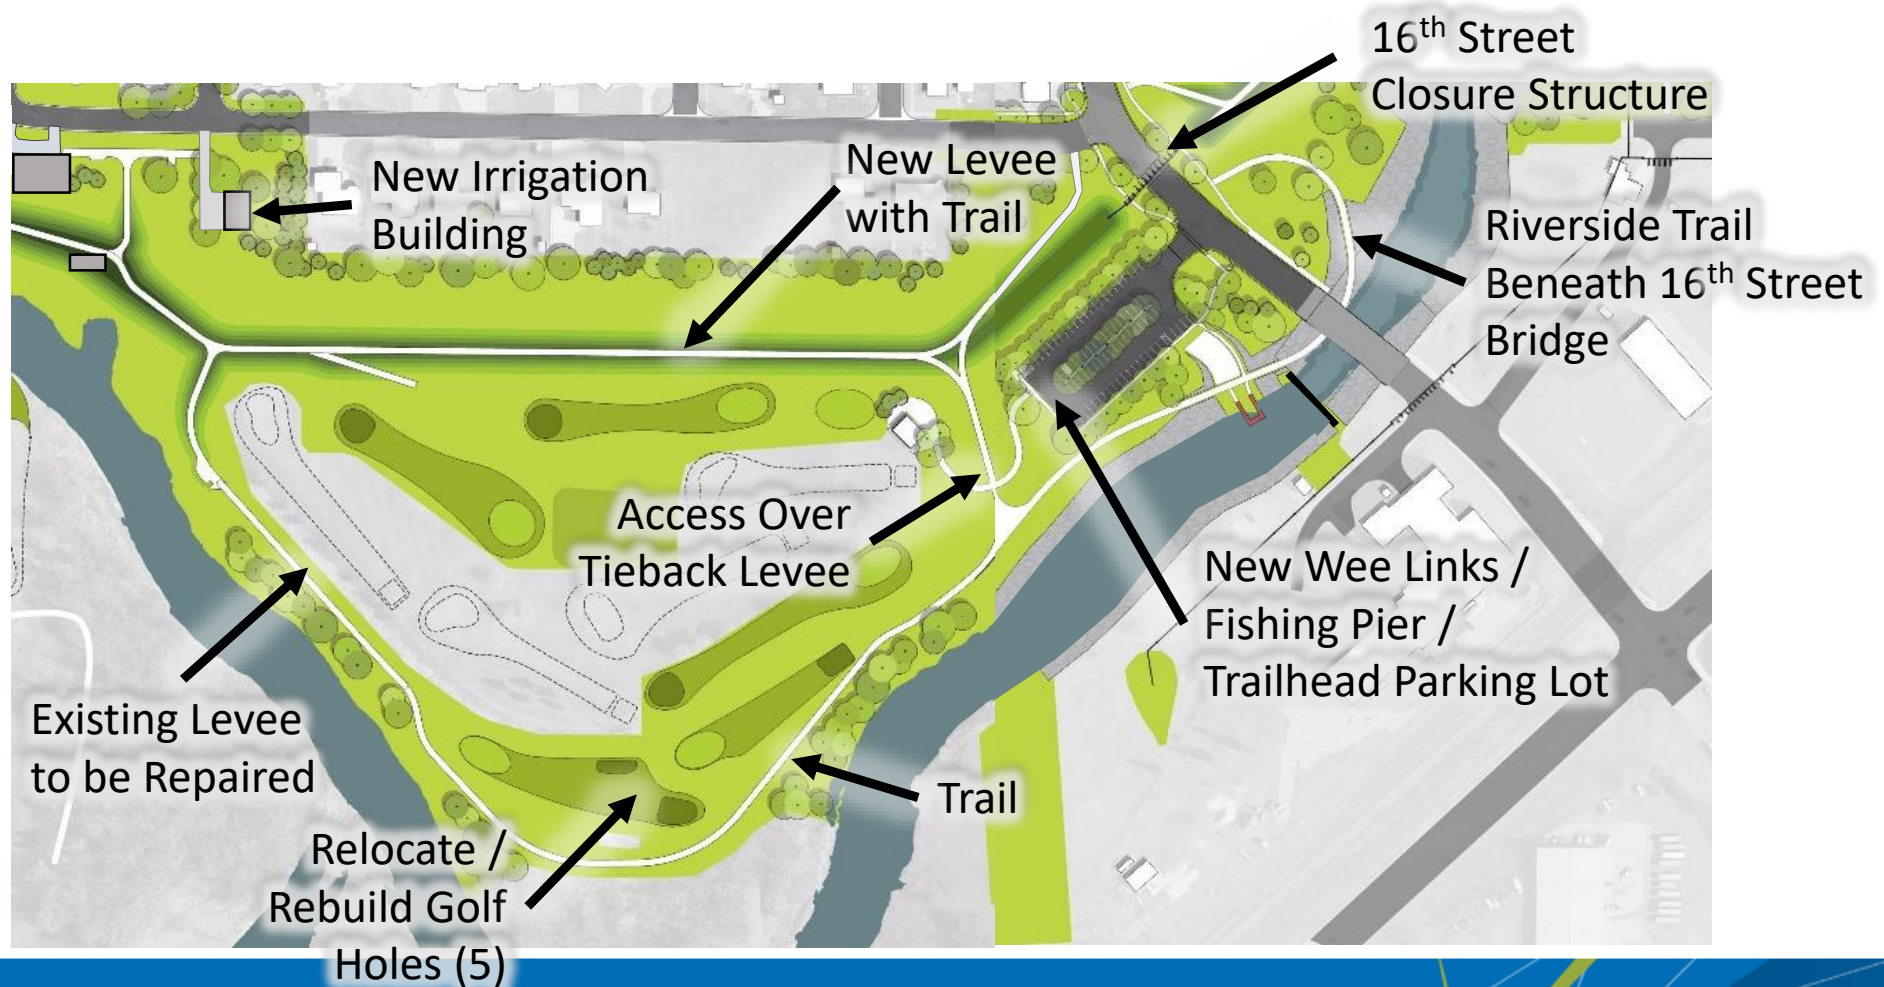 16th Street
Closure Structure
New Irrigation
Building
New Levee
with Trail
Riverside Trail
Beneath 16th Street
Bridge
Access Over
Tieback Levee
New Wee Links /
Fishing Pier /
Trailhead Parking Lot
Existing Levee
to be Repaired
Trail
Relocate /
Rebuild Golf
Holes (5)